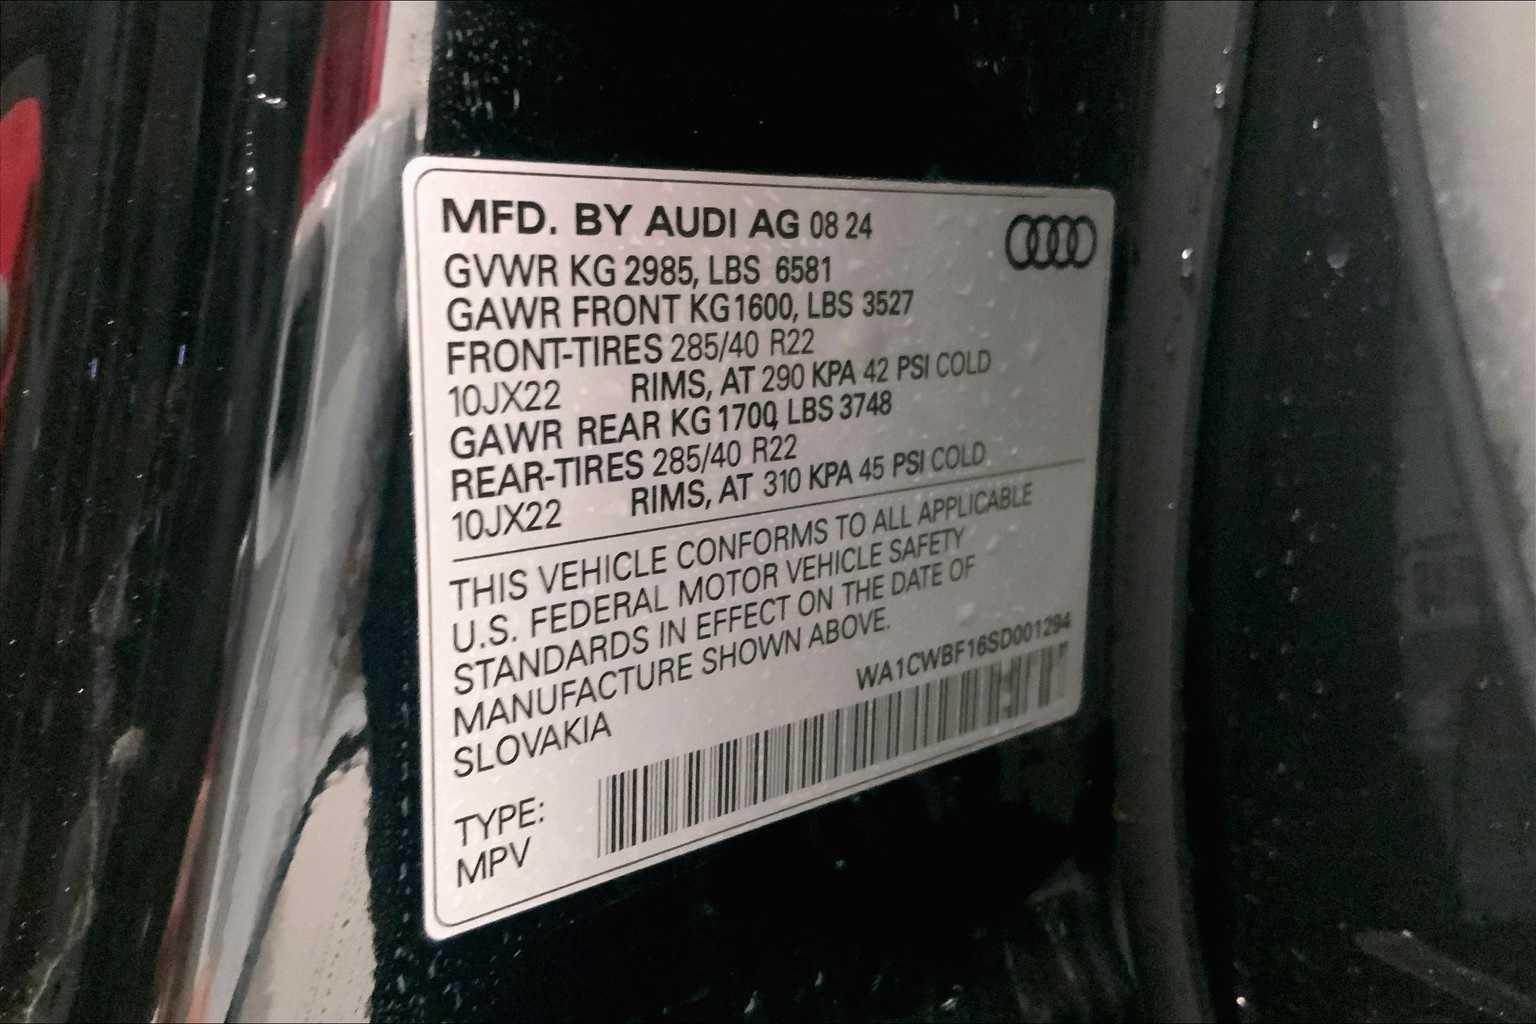 MFD. BY AUDI AG 08 24
GVWR KG 2985, LBS 6581
GAWR FRONT KG1600, LBS 3527
FRONT-TIRES 285/40 R22
10JX22 RIMS, AT 290 KPA 42 PSI COLD
GAWR REAR KG 1700, LBS 3748
REAR-TIRES 285/40 R22
10JX22 RIMS, AT 310 KPA 45 PSI COLD
THIS VEHICLE CONFORMS TO ALL APPLICABLE
U.S. FEDERAL MOTOR VEHICLE SAFETY
STANDARDS IN EFFECT ON THE DATE OF
MANUFACTURE SHOWN ABOVE.
SLOVAKIA
WA1CWBF16SD001294
TYPE:
MPV